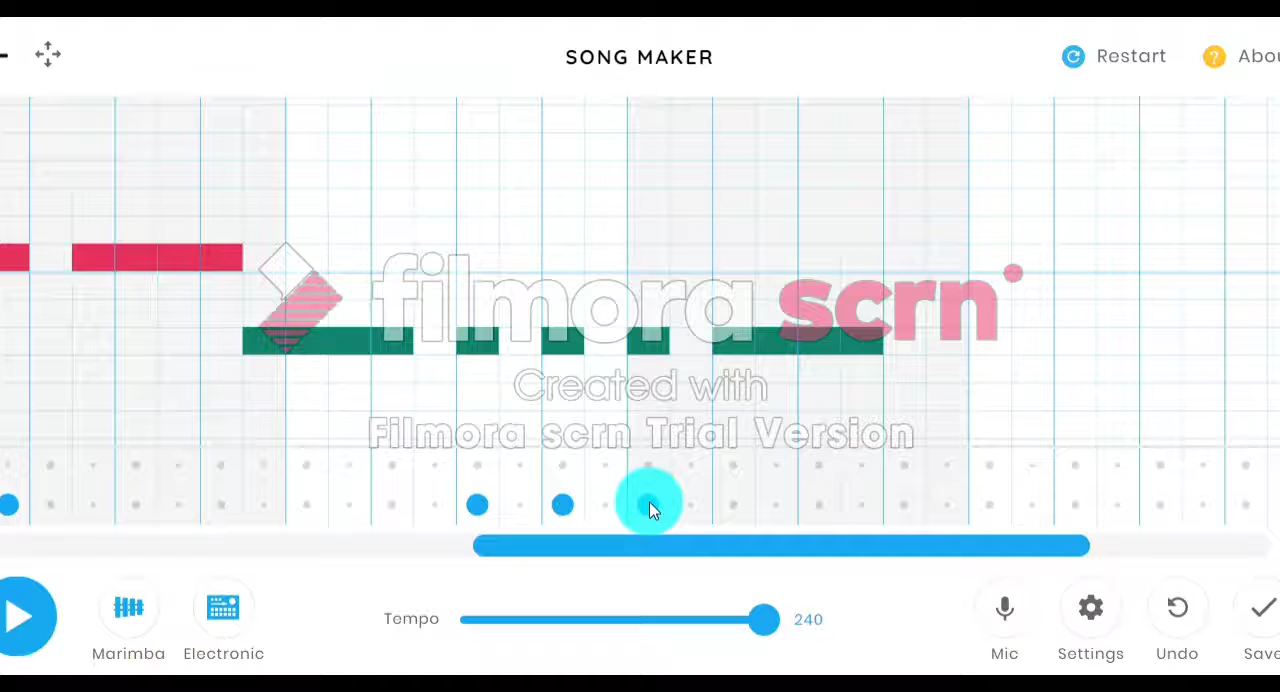 SONG MAKER
Restart
? Abou
filmora scrn
Created with
Filmora scrn Trial Version
Tempo
240
Marimba
Electronic
Mic
Settings
Undo
Save